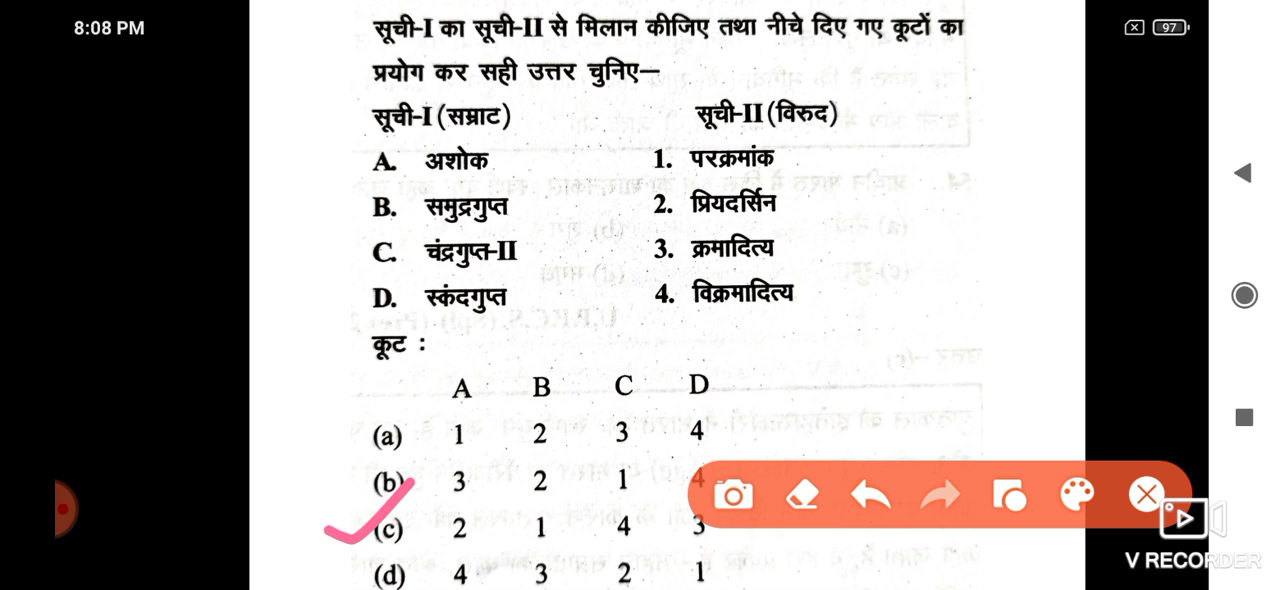 8:08 PM
97
सूची-I का सूची-II से मिलान कीजिए तथा नीचे दिए गए कूटों का
प्रयोग कर सही उत्तर चुनिए—
सूची-I (सम्राट) सूची-II (विरुद)
A. अशोक 1. परक्रमांक
B. समुद्रगुप्त 2. प्रियदर्सिन
C. चंद्रगुप्त-II 3. क्रमादित्य
D. स्कंदगुप्त 4. विक्रमादित्य
कूट :
A B C D
(a) 1 2 3 4
(b) 3 2 1 4
(c) 2 1 4 3
(d) 4 3 2 1
V RECORDER